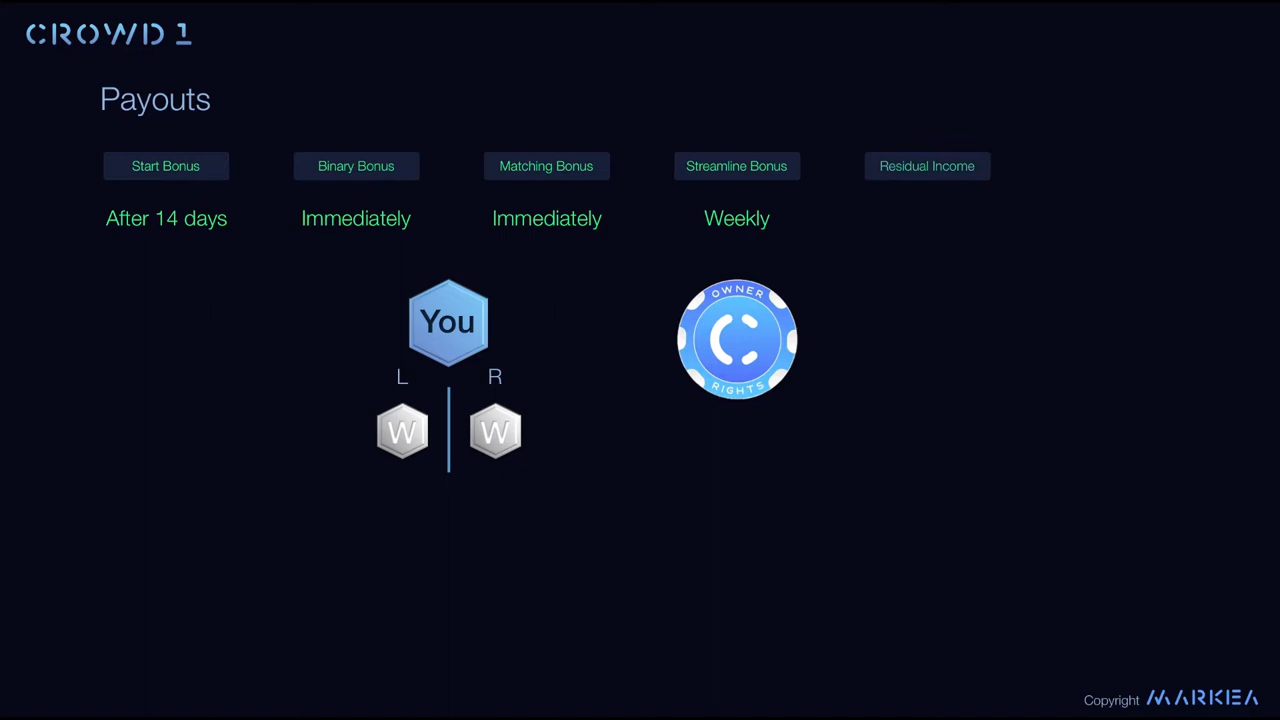 CROWD 1
Payouts
Start Bonus
Binary Bonus
Matching Bonus
Streamline Bonus
Residual Income
After 14 days
Immediately
Immediately
Weekly
You
L
R
W
W
OWNER
C
RIGHTS
Copyright MARKEA